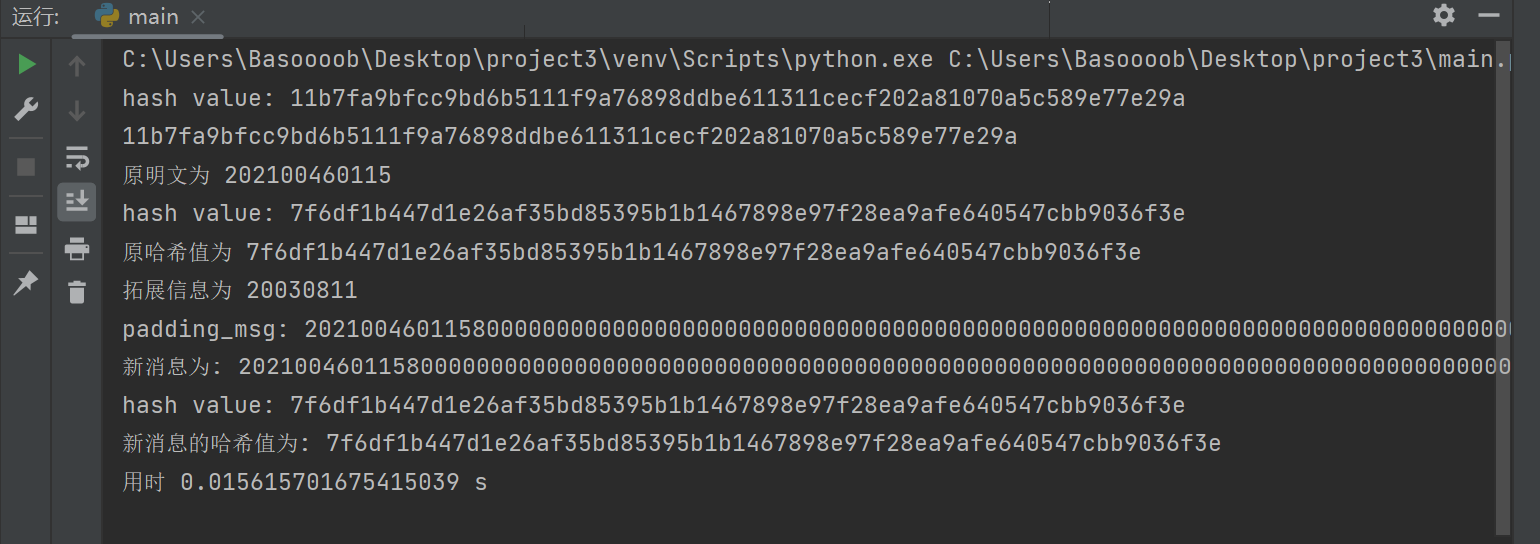 运行: main
C:\Users\Basoooob\Desktop\project3\venv\Scripts\python.exe C:\Users\Basoooob\Desktop\project3\main.
hash value: 11b7fa9bfcc9bd6b5111f9a76898ddbe611311cecf202a81070a5c589e77e29a
11b7fa9bfcc9bd6b5111f9a76898ddbe611311cecf202a81070a5c589e77e29a
原明文为 202100460115
hash value: 7f6df1b447d1e26af35bd85395b1b1467898e97f28ea9afe640547cbb9036f3e
原哈希值为 7f6df1b447d1e26af35bd85395b1b1467898e97f28ea9afe640547cbb9036f3e
拓展信息为 20030811
padding_msg: 2021004601158000000000000000000000000000000000000000000000000000000000000000000000000
新消息为: 20210046011580000000000000000000000000000000000000000000000000000000000000000000000000000
hash value: 7f6df1b447d1e26af35bd85395b1b1467898e97f28ea9afe640547cbb9036f3e
新消息的哈希值为: 7f6df1b447d1e26af35bd85395b1b1467898e97f28ea9afe640547cbb9036f3e
用时 0.015615701675415039 s